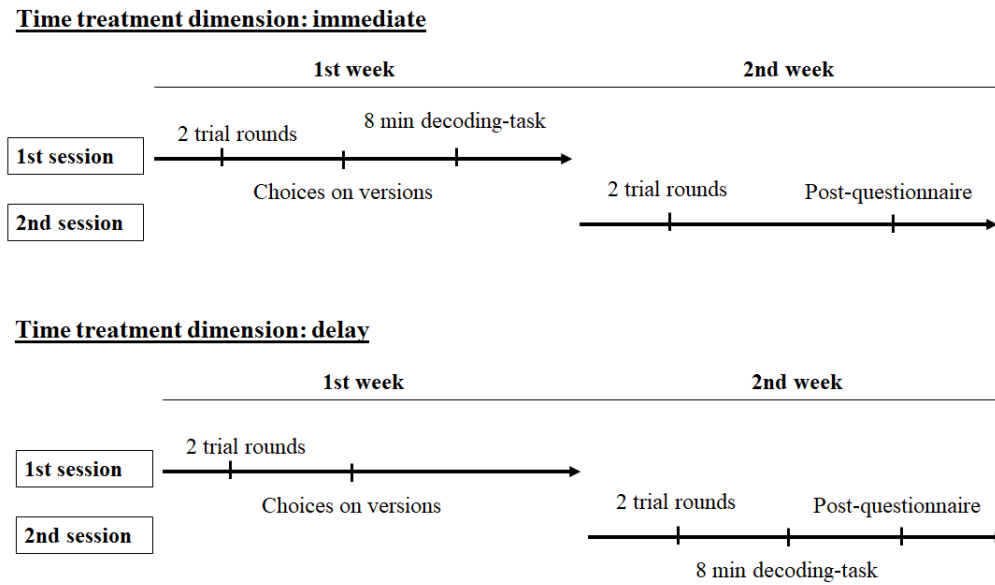 Time treatment dimension: immediate
1st week 2nd week
8 min decoding-task
2 trial rounds
1st session
Choices on versions
2 trial rounds Post-questionnaire
2nd session
Time treatment dimension: delay
1st week 2nd week
2 trial rounds
1st session
Choices on versions
2 trial rounds Post-questionnaire
2nd session
8 min decoding-task